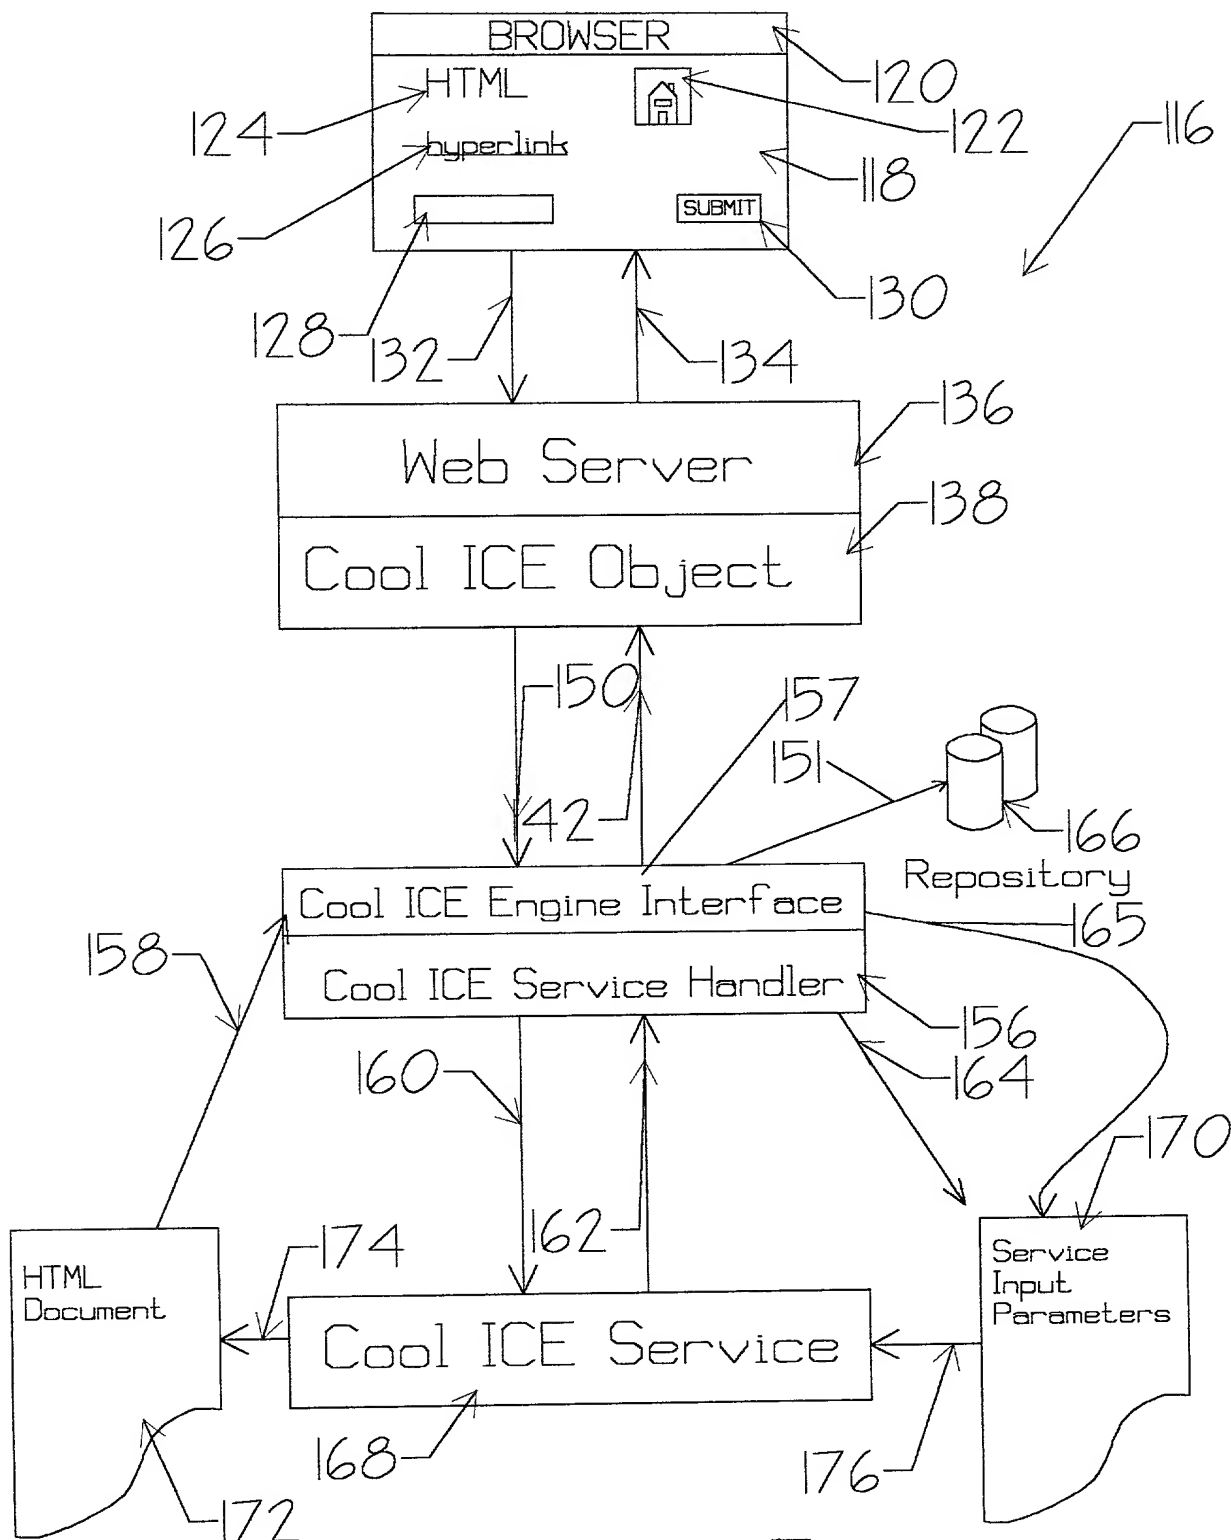 BROWSER
HTML
120
124
122
116
hyperlink
118
126
SUBMIT
130
128
132
134
136
Web Server
138
Cool ICE Object
150
157
151
142
166
Repository
Cool ICE Engine Interface
165
158
Cool ICE Service Handler
156
160
164
170
162
174
HTML
Document
Service
Input
Parameters
Cool ICE Service
168
176
172